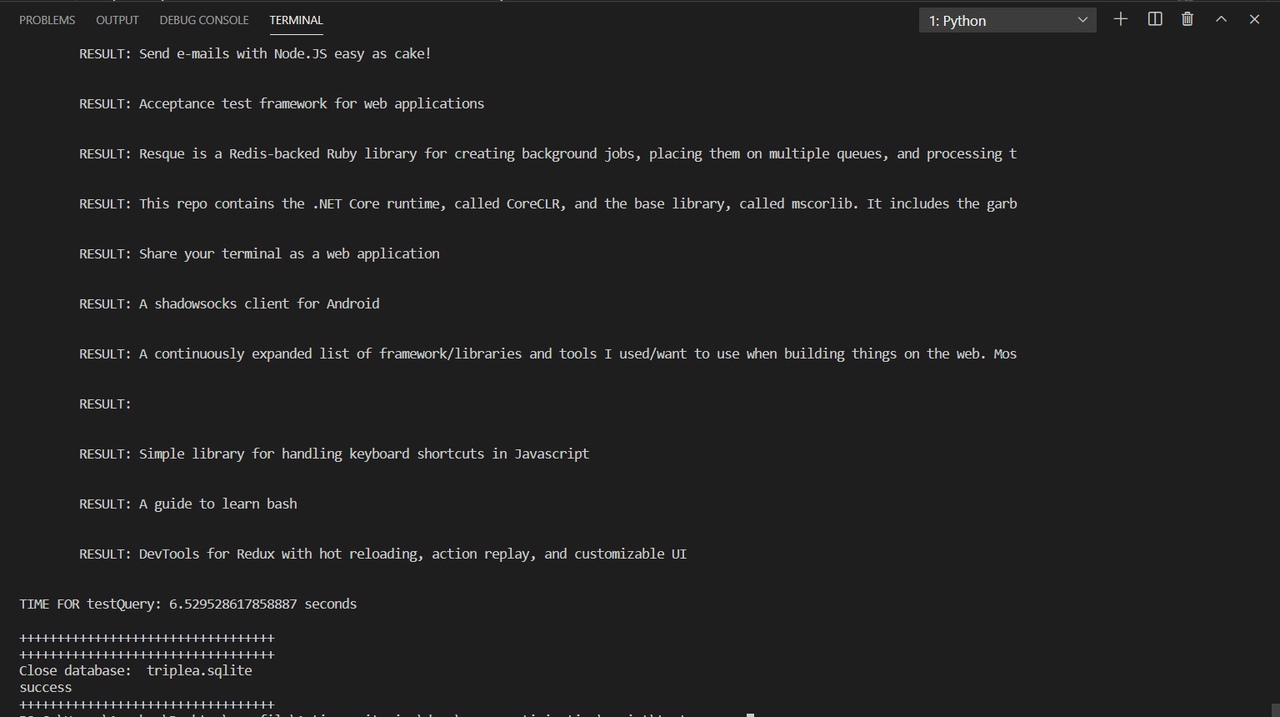 PROBLEMS OUTPUT DEBUG CONSOLE TERMINAL 1: Python
RESULT: Send e-mails with Node.JS easy as cake!
RESULT: Acceptance test framework for web applications
RESULT: Resque is a Redis-backed Ruby library for creating background jobs, placing them on multiple queues, and processing t
RESULT: This repo contains the .NET Core runtime, called CoreCLR, and the base library, called mscorlib. It includes the garb
RESULT: Share your terminal as a web application
RESULT: A shadowsocks client for Android
RESULT: A continuously expanded list of framework/libraries and tools I used/want to use when building things on the web. Mos
RESULT:
RESULT: Simple library for handling keyboard shortcuts in Javascript
RESULT: A guide to learn bash
RESULT: DevTools for Redux with hot reloading, action replay, and customizable UI
TIME FOR testQuery: 6.529528617858887 seconds
++++++++++++++++++++++++++++++++++
++++++++++++++++++++++++++++++++++
Close database:  triplea.sqlite
success
++++++++++++++++++++++++++++++++++